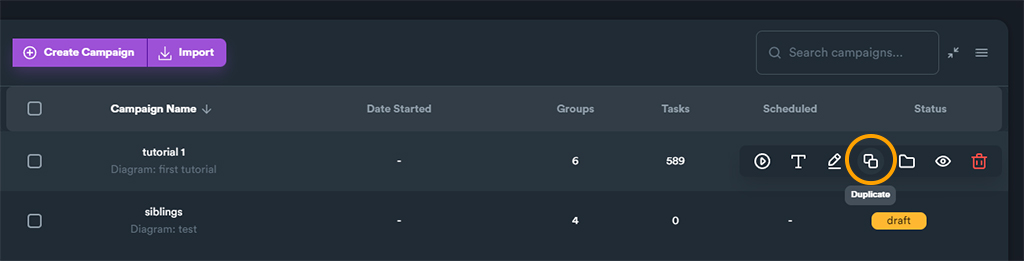 Create Campaign Import Search campaigns...
Campaign Name Date Started Groups Tasks Scheduled Status
tutorial 1
Diagram: first tutorial
- 6 589
Duplicate
siblings
Diagram: test
- 4 0 - draft